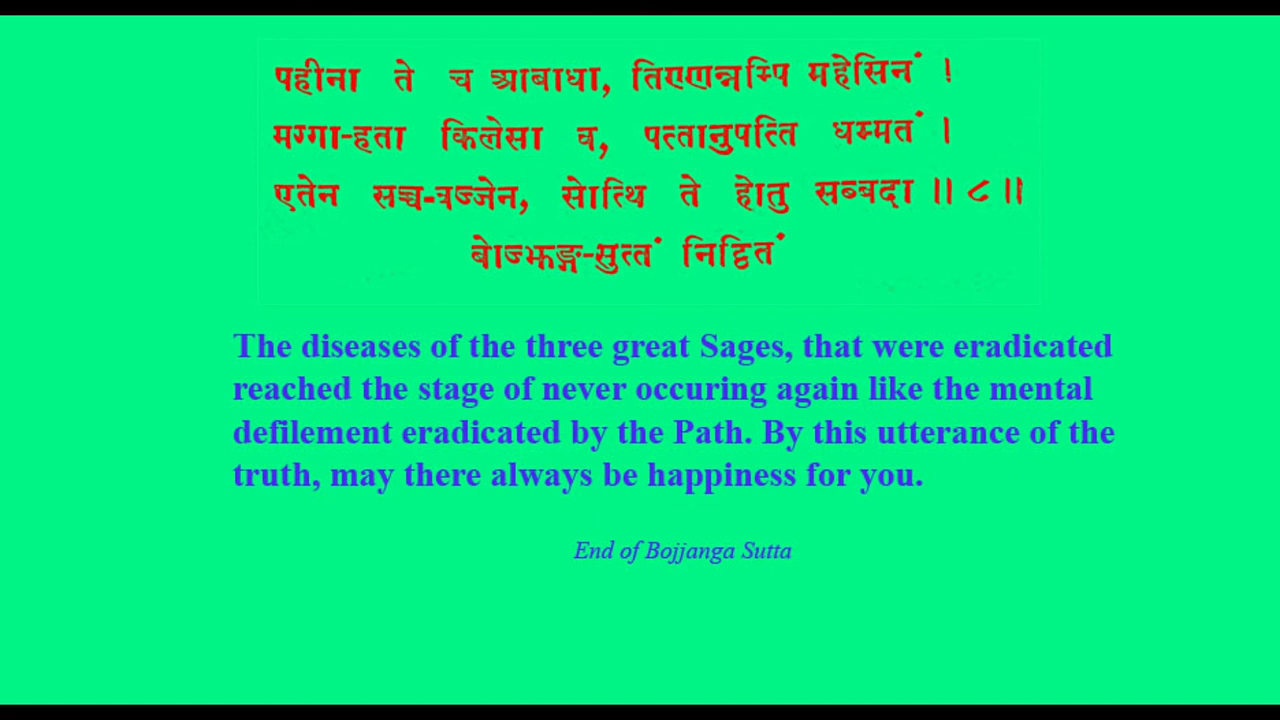 पहीना ते च आबाधा, तिण्णन्नम्पि महेसिनं !
मग्गा-हता किलेसा व, पत्तानुपत्ति धम्मतं ।
एतेन सच्च-वज्जेन, सोत्थि ते होतु सब्बदा ॥ ८ ॥
बोज्झङ्ग-सुत्तं निट्ठितं
The diseases of the three great Sages, that were eradicated
reached the stage of never occuring again like the mental
defilement eradicated by the Path. By this utterance of the
truth, may there always be happiness for you.
End of Bojjanga Sutta